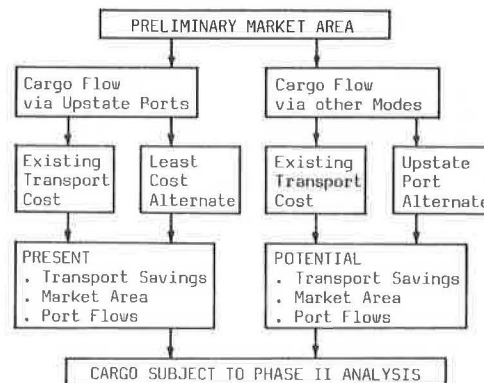 PRELIMINARY MARKET AREA
Cargo Flow
via Upstate Ports
Cargo Flow
via other Modes
Existing
Transport
Cost
Least
Cost
Alternate
Existing
Transport
Cost
Upstate
Port
Alternate
PRESENT
. Transport Savings
. Market Area
. Port Flows
POTENTIAL
. Transport Savings
. Market Area
. Port Flows
CARGO SUBJECT TO PHASE II ANALYSIS